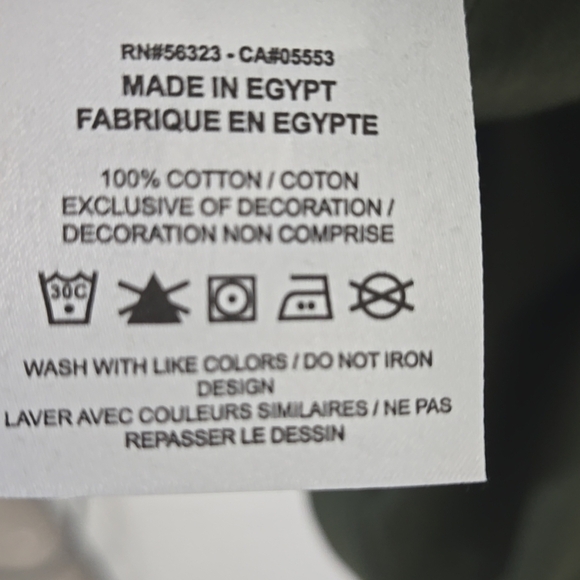 RN#56323 - CA#05553
MADE IN EGYPT
FABRIQUE EN EGYPTE
100% COTTON / COTON
EXCLUSIVE OF DECORATION /
DECORATION NON COMPRISE
30C
WASH WITH LIKE COLORS / DO NOT IRON
DESIGN
LAVER AVEC COULEURS SIMILAIRES / NE PAS
REPASSER LE DESSIN